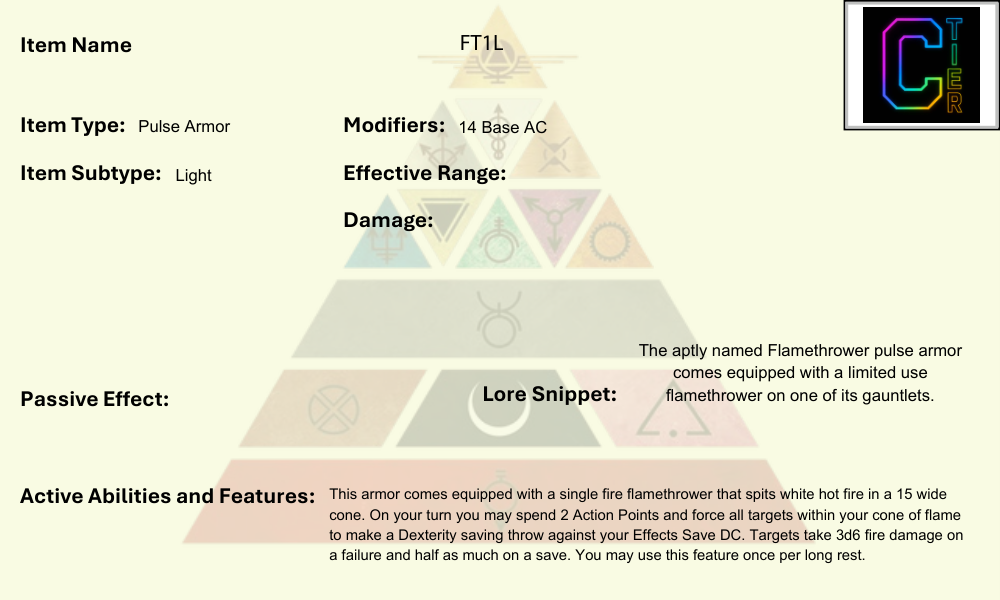 Item Name FT1L
C TIER
Item Type: Pulse Armor Modifiers: 14 Base AC
Item Subtype: Light Effective Range:
Damage:
Passive Effect:
Lore Snippet: The aptly named Flamethrower pulse armor
comes equipped with a limited use
flamethrower on one of its gauntlets.
Active Abilities and Features: This armor comes equipped with a single fire flamethrower that spits white hot fire in a 15 wide
cone. On your turn you may spend 2 Action Points and force all targets within your cone of flame
to make a Dexterity saving throw against your Effects Save DC. Targets take 3d6 fire damage on
a failure and half as much on a save. You may use this feature once per long rest.